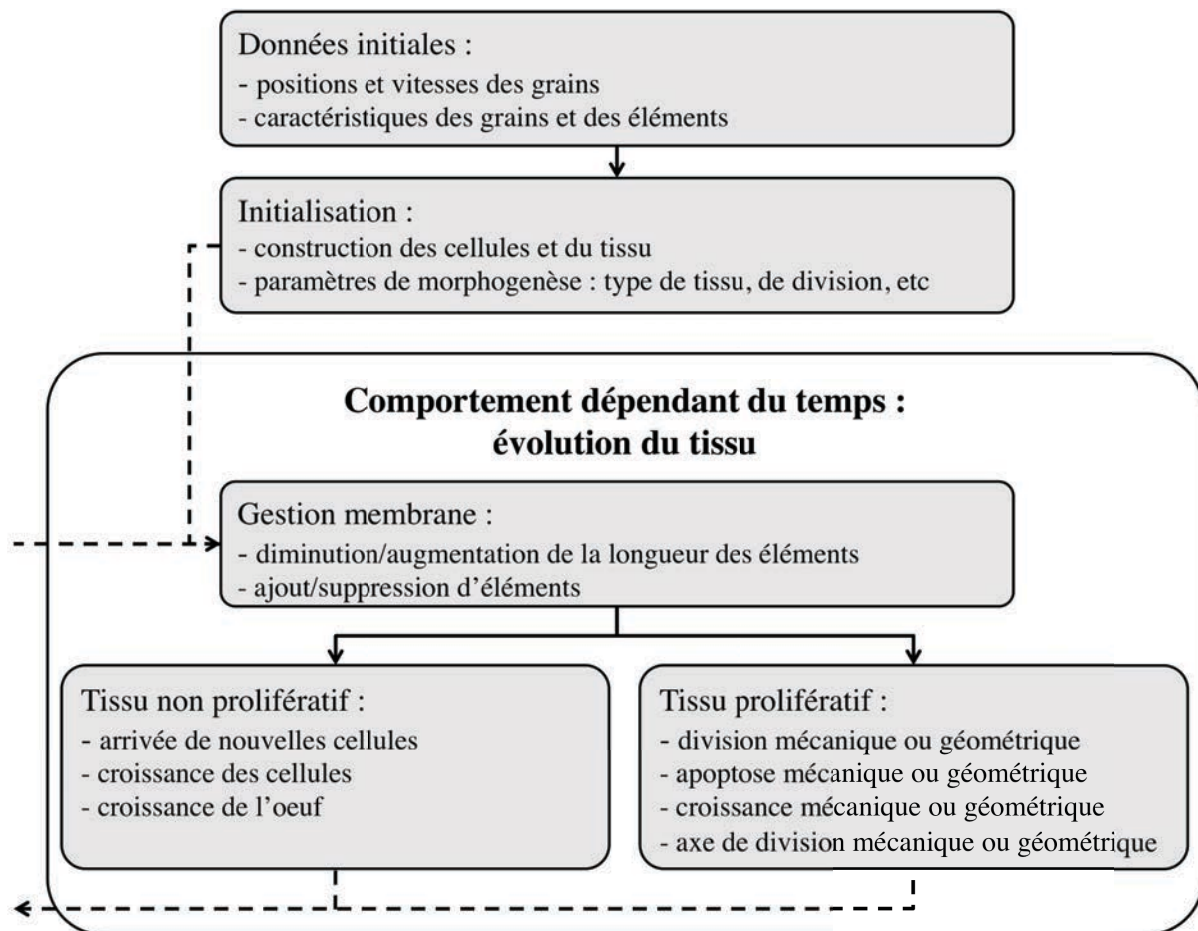 Données initiales :
- positions et vitesses des grains
- caractéristiques des grains et des éléments
Initialisation :
- construction des cellules et du tissu
- paramètres de morphogenèse : type de tissu, de division, etc
Comportement dépendant du temps :
évolution du tissu
Gestion membrane :
- diminution/augmentation de la longueur des éléments
- ajout/suppression d'éléments
Tissu non prolifératif :
- arrivée de nouvelles cellules
- croissance des cellules
- croissance de l'oeuf
Tissu prolifératif :
- division mécanique ou géométrique
- apoptose mécanique ou géométrique
- croissance mécanique ou géométrique
- axe de division mécanique ou géométrique